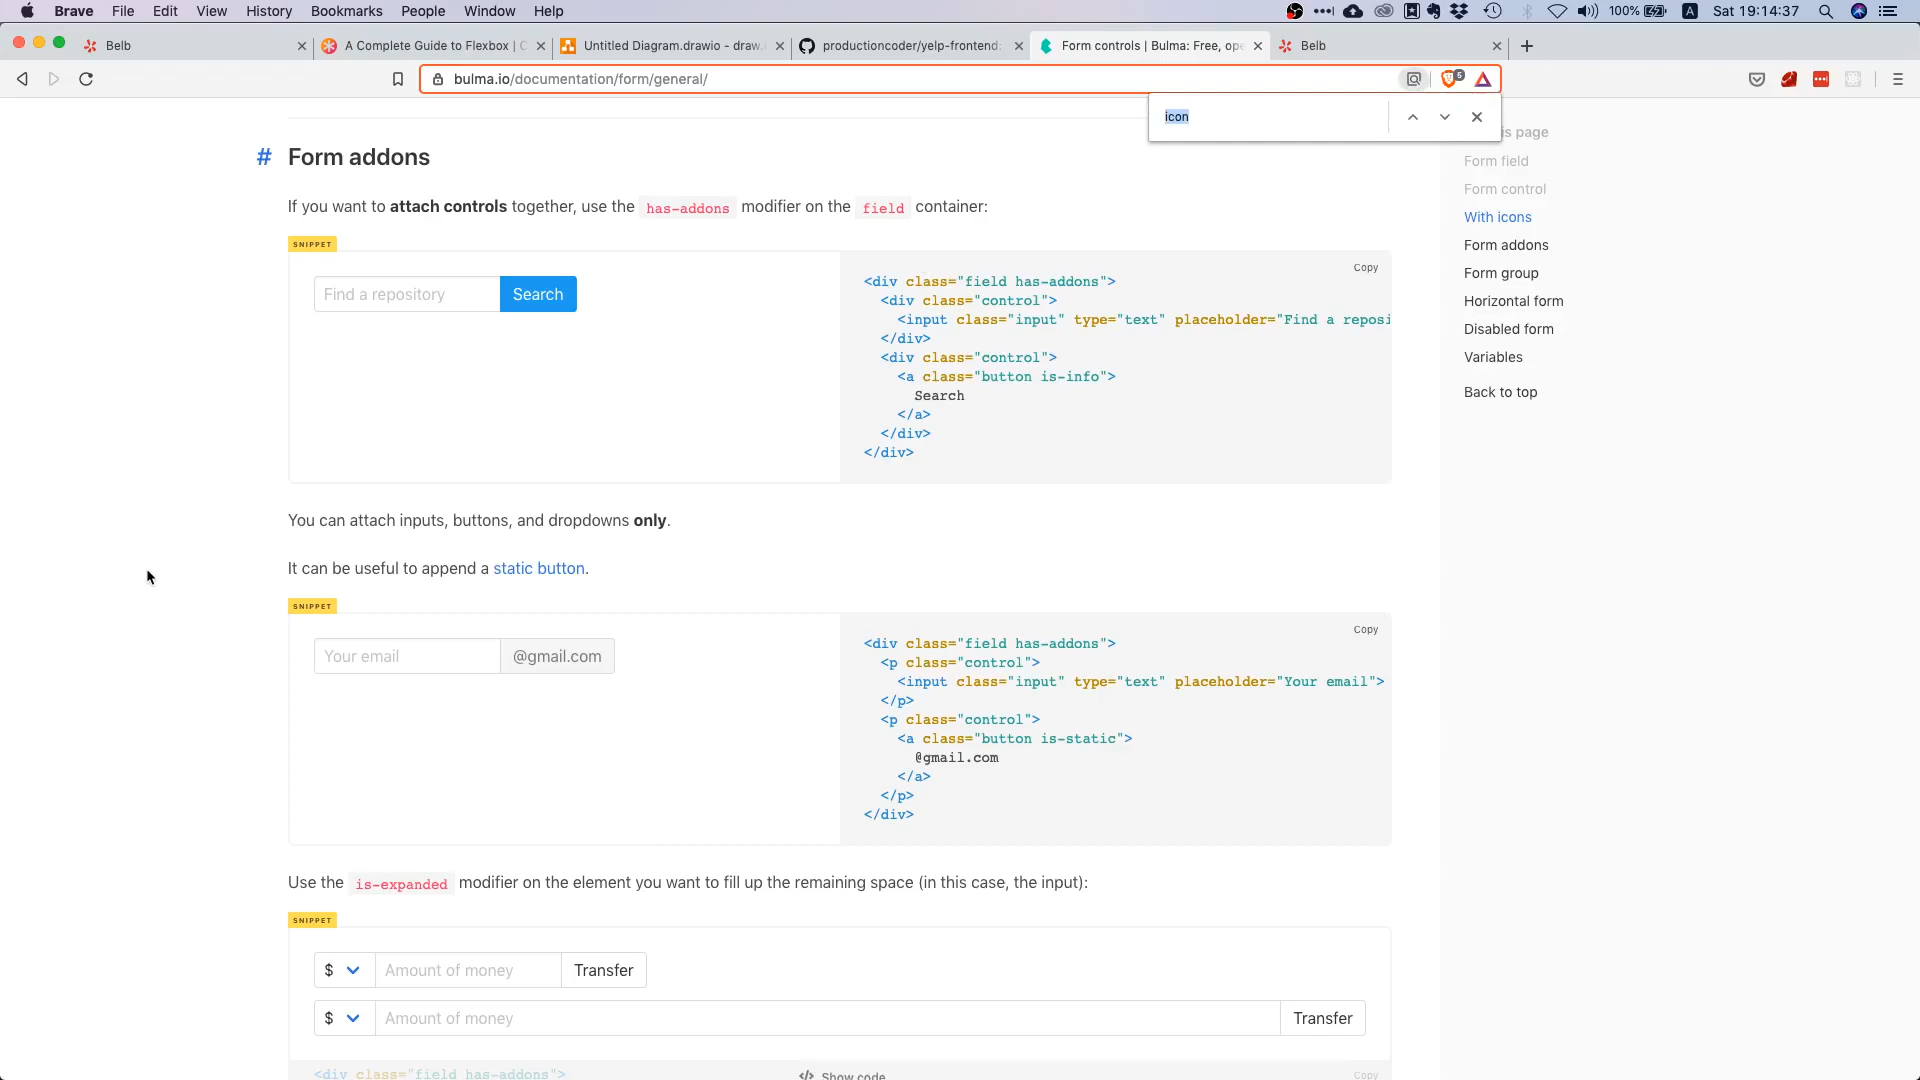 Brave File Edit View History Bookmarks People Window Help 100% A Sat 19:14:37
Belb
A Complete Guide to Flexbox | C
Untitled Diagram.drawio - draw.
productioncoder/yelp-frontend:
Form controls | Bulma: Free, ope
Belb
bulma.io/documentation/form/general/
5
icon
is page
Form field
Form control
With icons
Form addons
Form group
Horizontal form
Disabled form
Variables
Back to top
# Form addons
If you want to attach controls together, use the has-addons modifier on the field container:
SNIPPET
Find a repository Search
Copy
<div class="field has-addons">
<div class="control">
<input class="input" type="text" placeholder="Find a reposi
</div>
<div class="control">
<a class="button is-info">
Search
</a>
</div>
</div>
You can attach inputs, buttons, and dropdowns only.
It can be useful to append a static button.
SNIPPET
Your email @gmail.com
Copy
<div class="field has-addons">
<p class="control">
<input class="input" type="text" placeholder="Your email">
</p>
<p class="control">
<a class="button is-static">
@gmail.com
</a>
</p>
</div>
Use the is-expanded modifier on the element you want to fill up the remaining space (in this case, the input):
SNIPPET
$ Amount of money Transfer
$ Amount of money Transfer
<div class="field has-addons"> </> Show code Copy